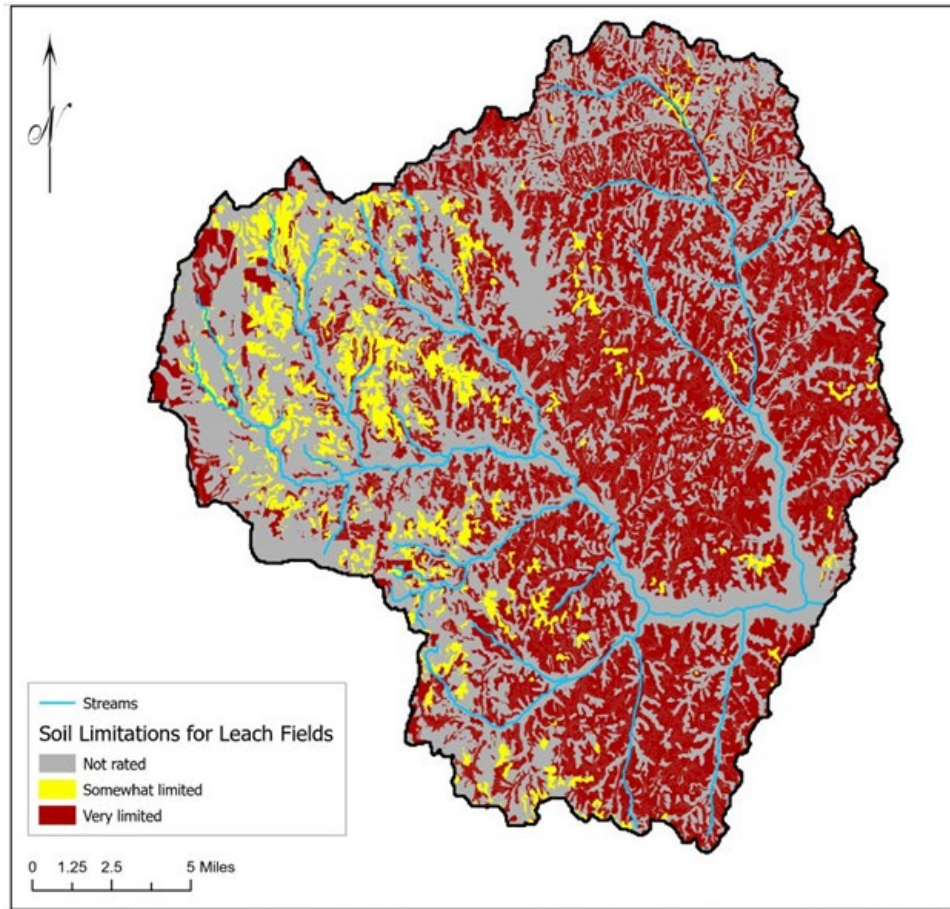 N
Streams
Soil Limitations for Leach Fields
Not rated
Somewhat limited
Very limited
0 1.25 2.5 5 Miles